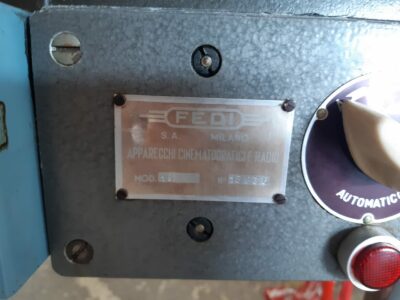 FEDI
S.A. MILANO
APPARECCHI CINEMATOGRAFICI E RADIO
MOD. N°
AUTOMATIC